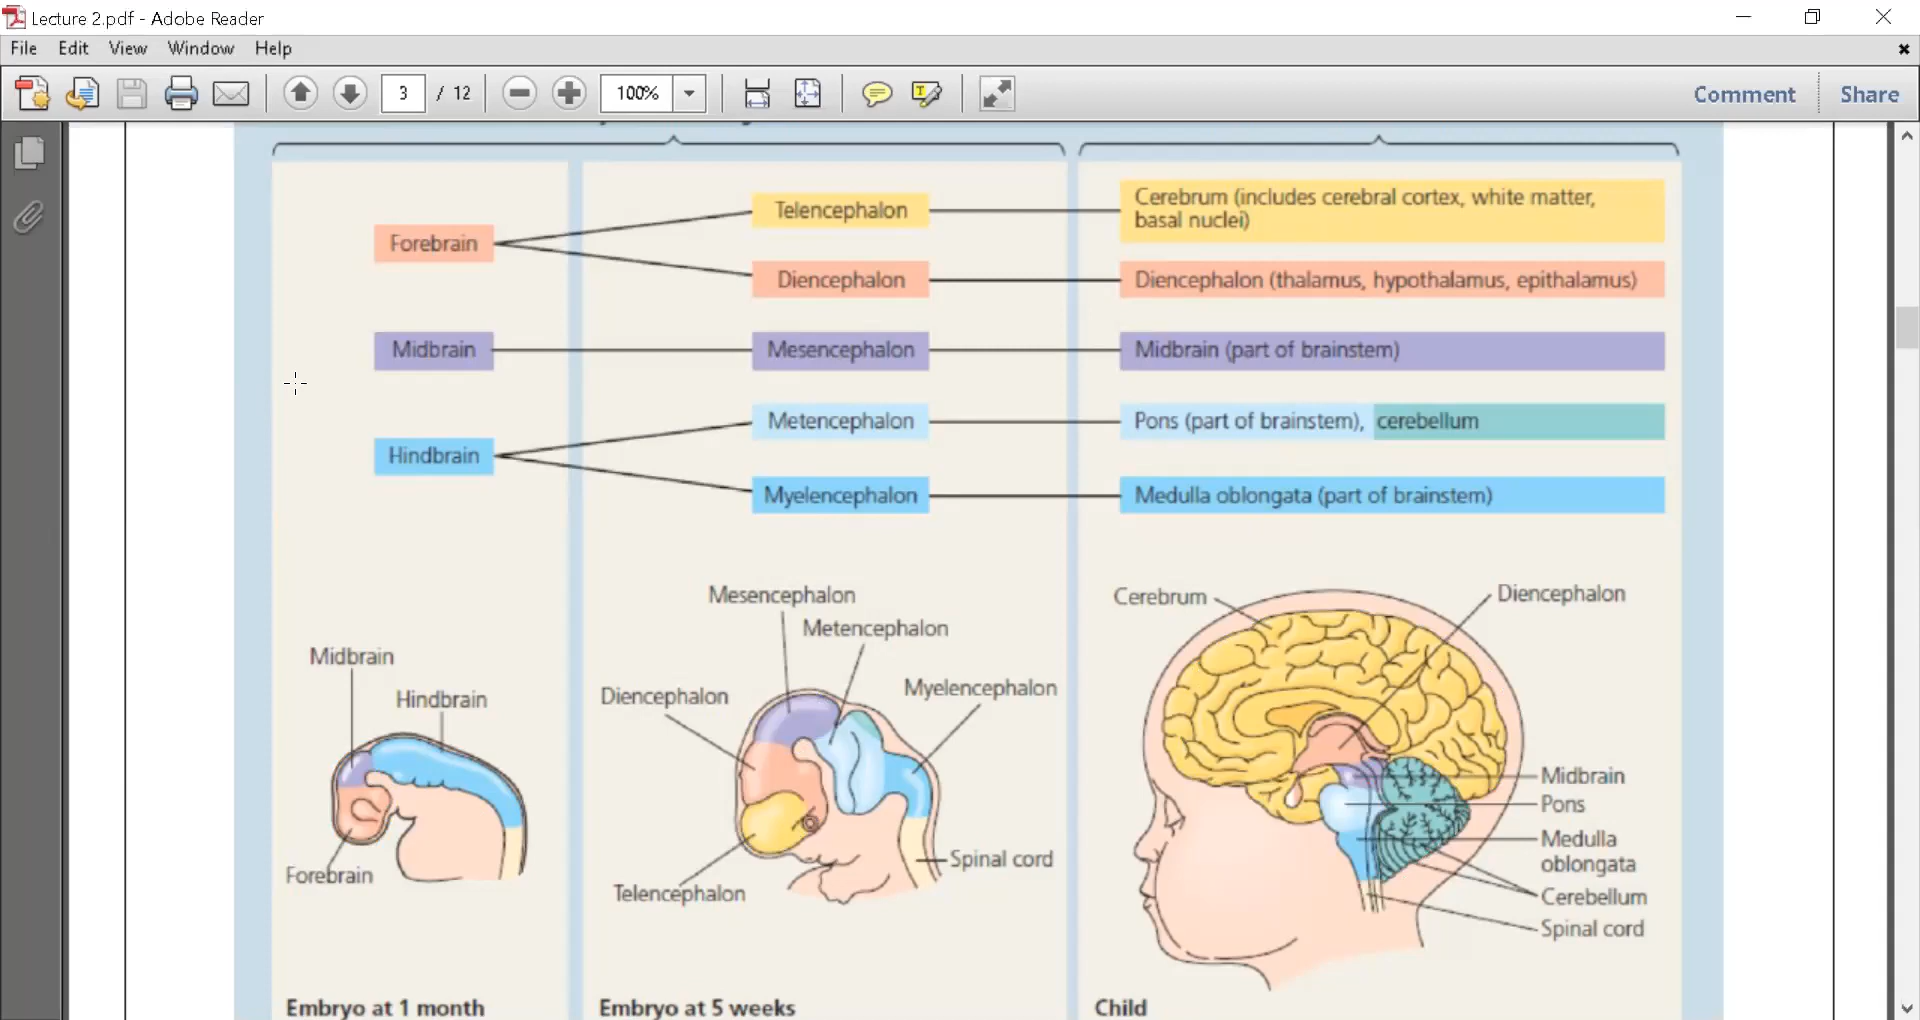 Lecture 2.pdf - Adobe Reader
File Edit View Window Help
3 / 12 100% Comment Share
Forebrain
Midbrain
Hindbrain
Telencephalon
Diencephalon
Mesencephalon
Metencephalon
Myelencephalon
Cerebrum (includes cerebral cortex, white matter,
basal nuclei)
Diencephalon (thalamus, hypothalamus, epithalamus)
Midbrain (part of brainstem)
Pons (part of brainstem), cerebellum
Medulla oblongata (part of brainstem)
Midbrain
Hindbrain
Forebrain
Embryo at 1 month
Mesencephalon
Metencephalon
Diencephalon
Myelencephalon
Spinal cord
Telencephalon
Embryo at 5 weeks
Cerebrum
Diencephalon
Midbrain
Pons
Medulla
oblongata
Cerebellum
Spinal cord
Child